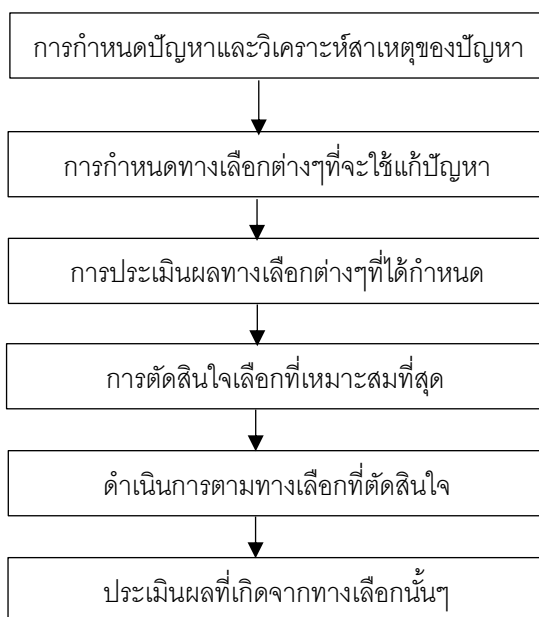 การกำหนดปัญหาและวิเคราะห์สาเหตุของปัญหา
การกำหนดทางเลือกต่างๆที่จะใช้แก้ปัญหา
การประเมินผลทางเลือกต่างๆที่ได้กำหนด
การตัดสินใจเลือกที่เหมาะสมที่สุด
ดำเนินการตามทางเลือกที่ตัดสินใจ
ประเมินผลที่เกิดจากทางเลือกนั้นๆ